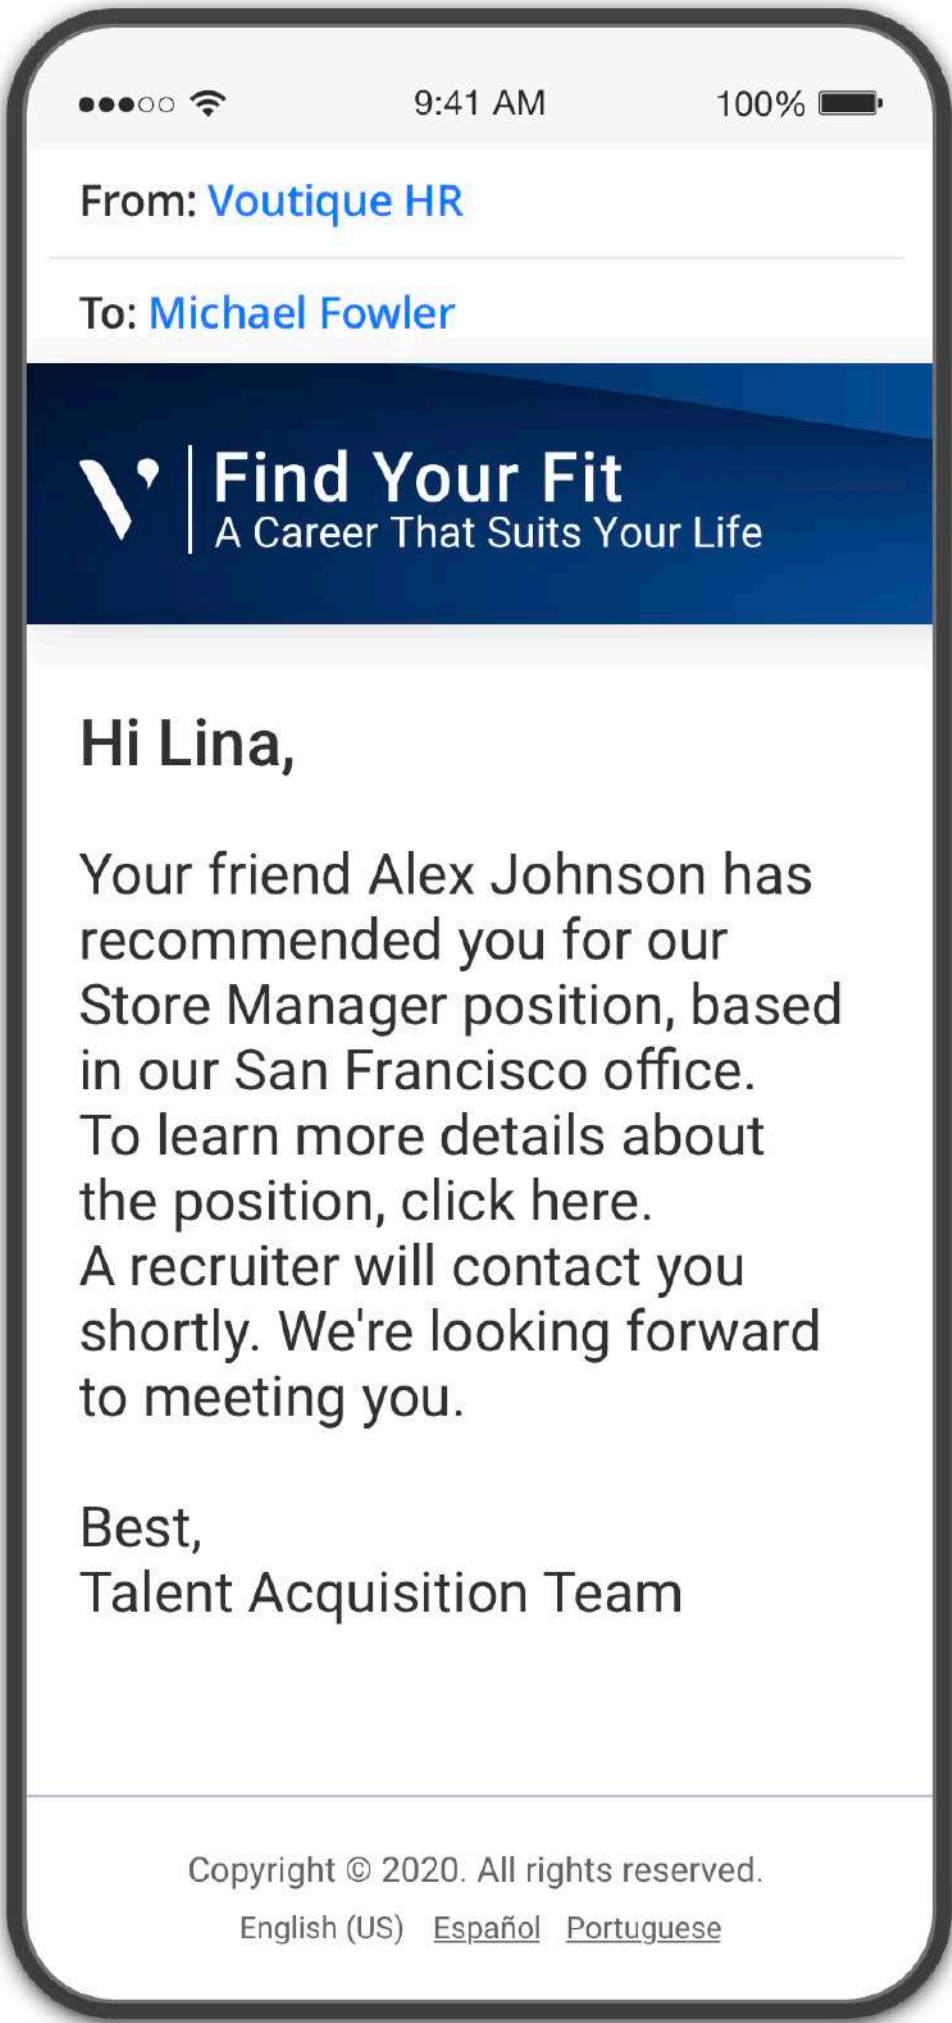 9:41 AM
100%
From: Voutique HR
To: Michael Fowler
Find Your Fit
A Career That Suits Your Life
Hi Lina,
Your friend Alex Johnson has
recommended you for our
Store Manager position, based
in our San Francisco office.
To learn more details about
the position, click here.
A recruiter will contact you
shortly. We're looking forward
to meeting you.
Best,
Talent Acquisition Team
Copyright © 2020. All rights reserved.
English (US) Español Portuguese